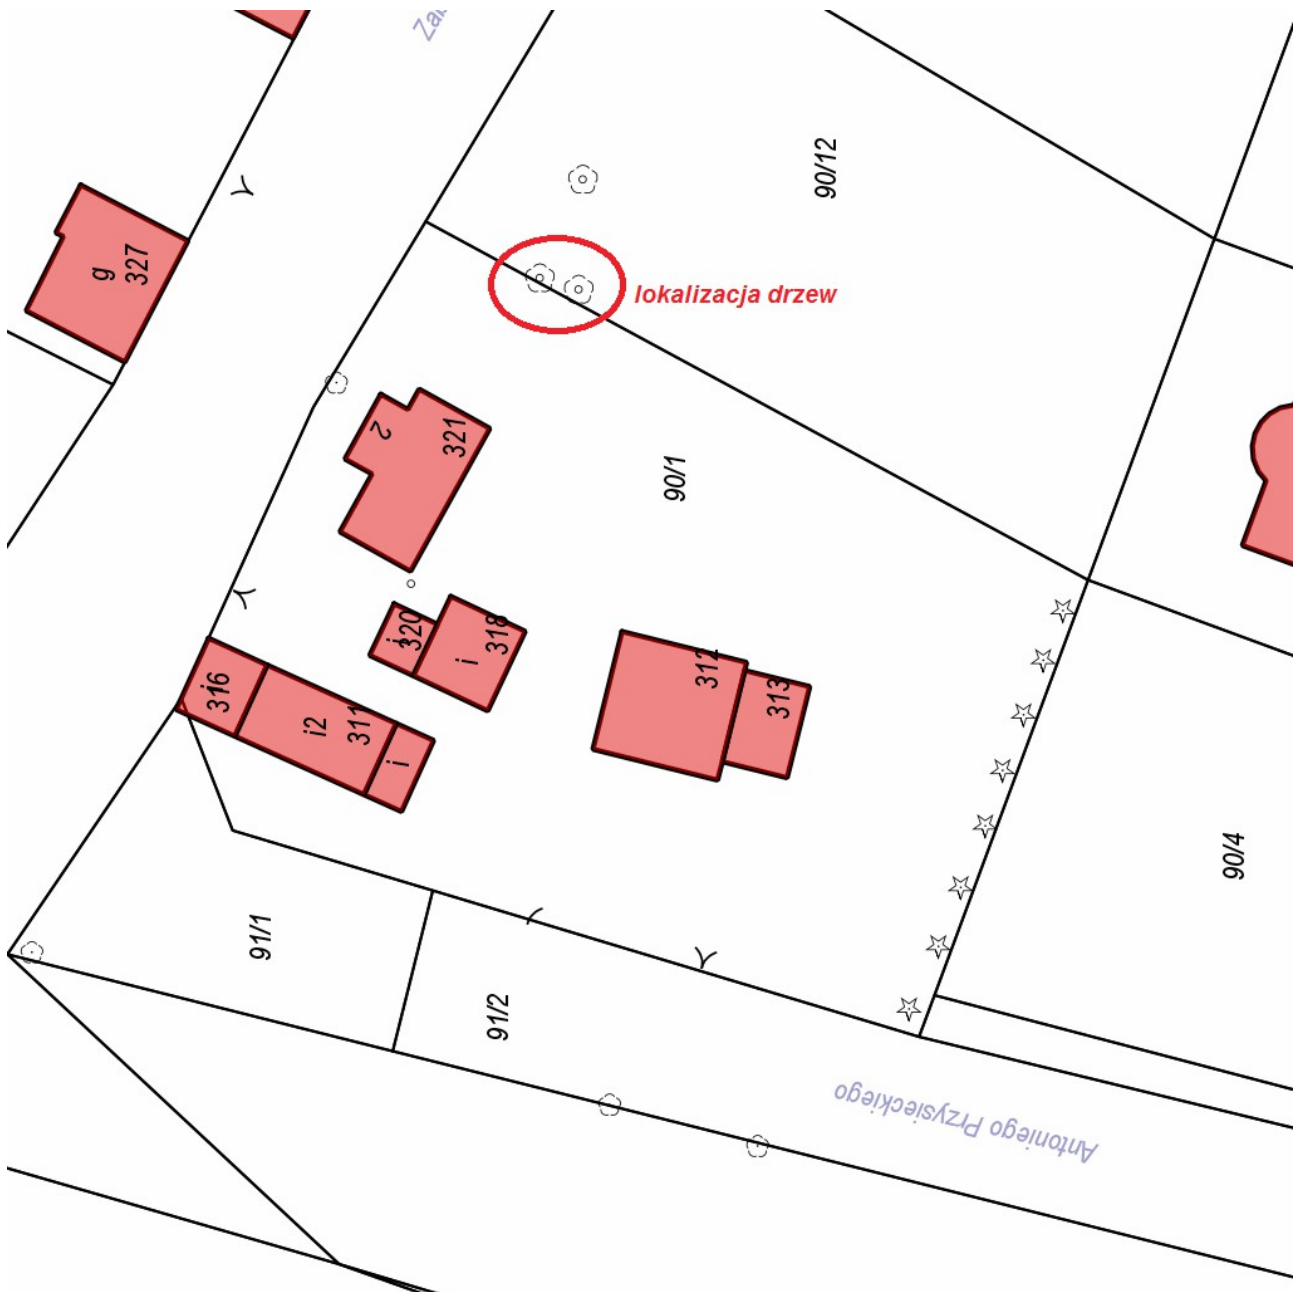 90/12
g
327
lokalizacja drzew
2
321
90/1
i
320
318
i
312
313
i
316
i2
311
i
90/4
91/1
91/2
Antoniego Przysieckiego